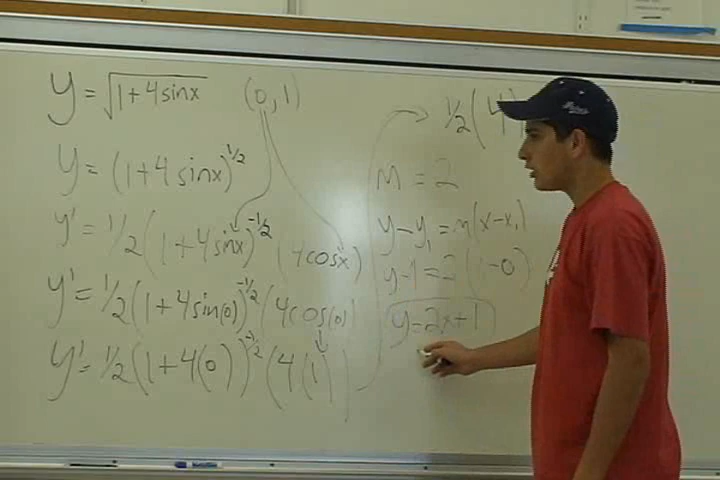 y = √1+4sinx (0,1)
y = (1+4 sinx)^1/2
y' = 1/2 (1+4sinx)^-1/2 (4cosx)
y' = 1/2 (1+4sin(0))^-1/2 (4cos(0))
y' = 1/2 (1+4(0))^-1/2 (4(1))
1/2(4)
m = 2
y-y₁ = m(x-x₁)
y-1=2( -0)
y=2x+1